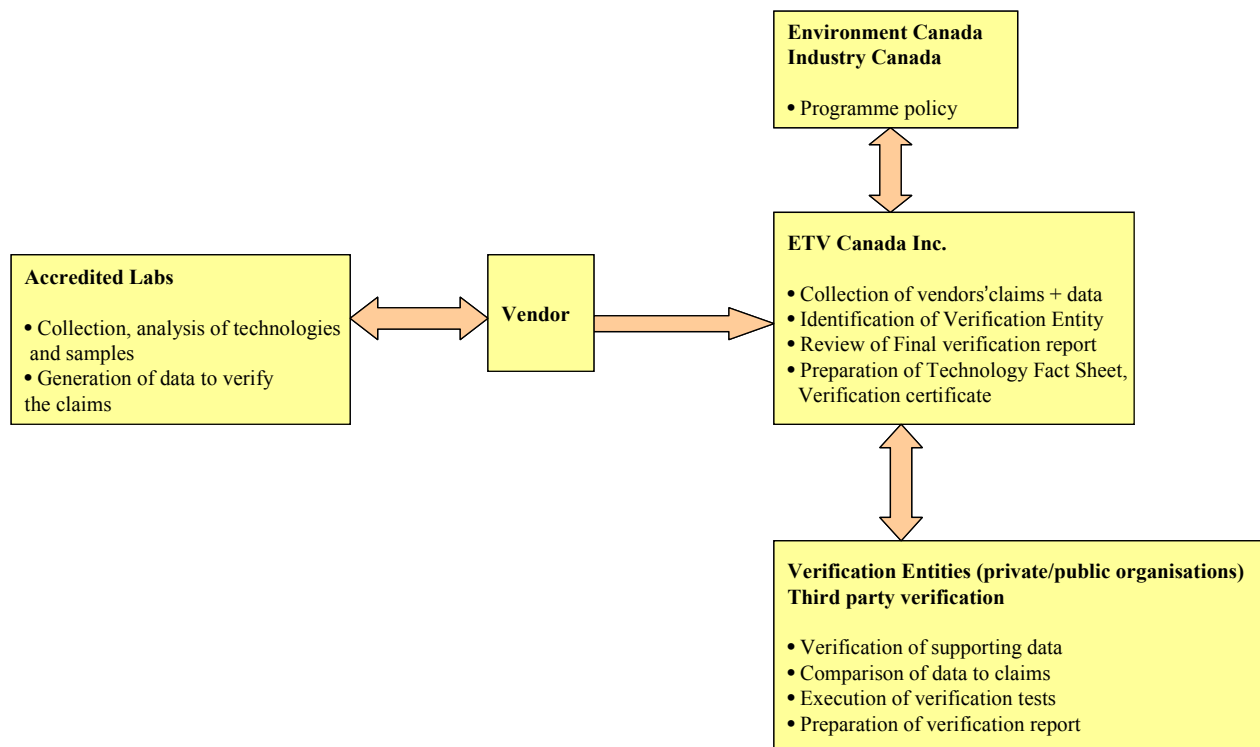 Environment Canada
Industry Canada
• Programme policy
Accredited Labs
• Collection, analysis of technologies
and samples
• Generation of data to verify
the claims
Vendor
ETV Canada Inc.
• Collection of vendors'claims + data
• Identification of Verification Entity
• Review of Final verification report
• Preparation of Technology Fact Sheet,
Verification certificate
Verification Entities (private/public organisations)
Third party verification
• Verification of supporting data
• Comparison of data to claims
• Execution of verification tests
• Preparation of verification report